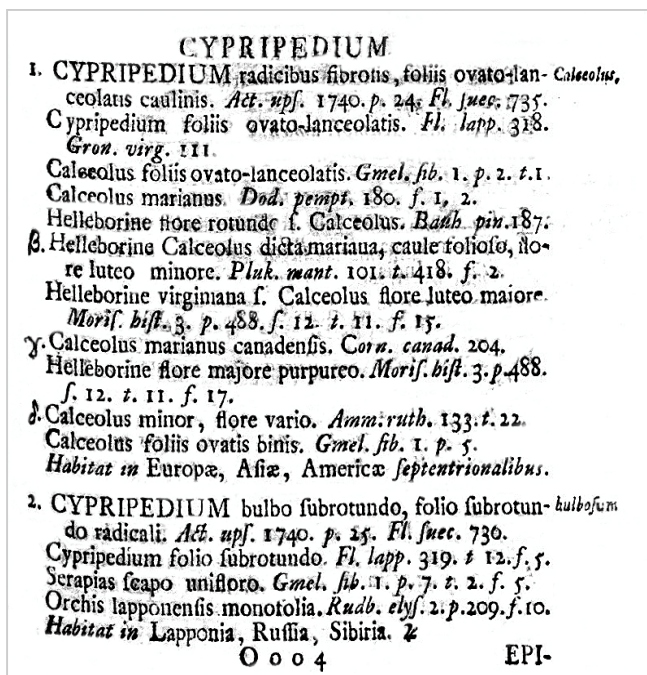 CYPRIPEDIUM
1. CYPRIPEDIUM radicibus fibroſis, foliis ovato-lan- Calceolus,
ceolatis caulinis. Act. upſ. 1740. p. 24. Fl. ſuec. 735.
Cypripedium foliis ovato-lanceolatis. Fl. lapp. 318.
Gron. virg. 111.
Calceolus foliis ovato-lanceolatis. Gmel. ſib. 1. p. 2. t. 1.
Calceolus marianus. Dod. pempt. 180. f. 1, 2.
Helleborine flore rotundo ſ. Calceolus. Bauh. pin. 187.
β. Helleborine Calceolus dicta mariana, caule folioſo, flo-
re luteo minore. Pluk. mant. 101. t. 418. f. 2.
Helleborine virginiana ſ. Calceolus flore luteo maiore.
Moriſ. hiſt. 3. p. 488. ſ. 12. t. 11. f. 15.
γ. Calceolus marianus canadenſis. Corn. canad. 204.
Helleborine flore majore purpureo. Moriſ. hiſt. 3. p. 488.
ſ. 12. t. 11. f. 17.
δ. Calceolus minor, flore vario. Amm. ruth. 133. t. 22.
Calceolus foliis ovatis binis. Gmel. ſib. 1. p. 5.
Habitat in Europæ, Aſiæ, Americæ ſeptentrionalibus.
2. CYPRIPEDIUM bulbo ſubrotundo, folio ſubrotun- bulboſum
do radicali. Act. upſ. 1740. p. 25. Fl. ſuec. 736.
Cypripedium folio ſubrotundo. Fl. lapp. 319. t 12. f. 5.
Serapias ſcapo unifloro. Gmel. ſib. 1. p. 7. t. 2. f. 5.
Orchis lapponenſis monofolia. Rudb. elyſ. 2. p. 209. f. 10.
Habitat in Lapponia, Ruſſia, Sibiria. ♃
O o o 4 EPI-